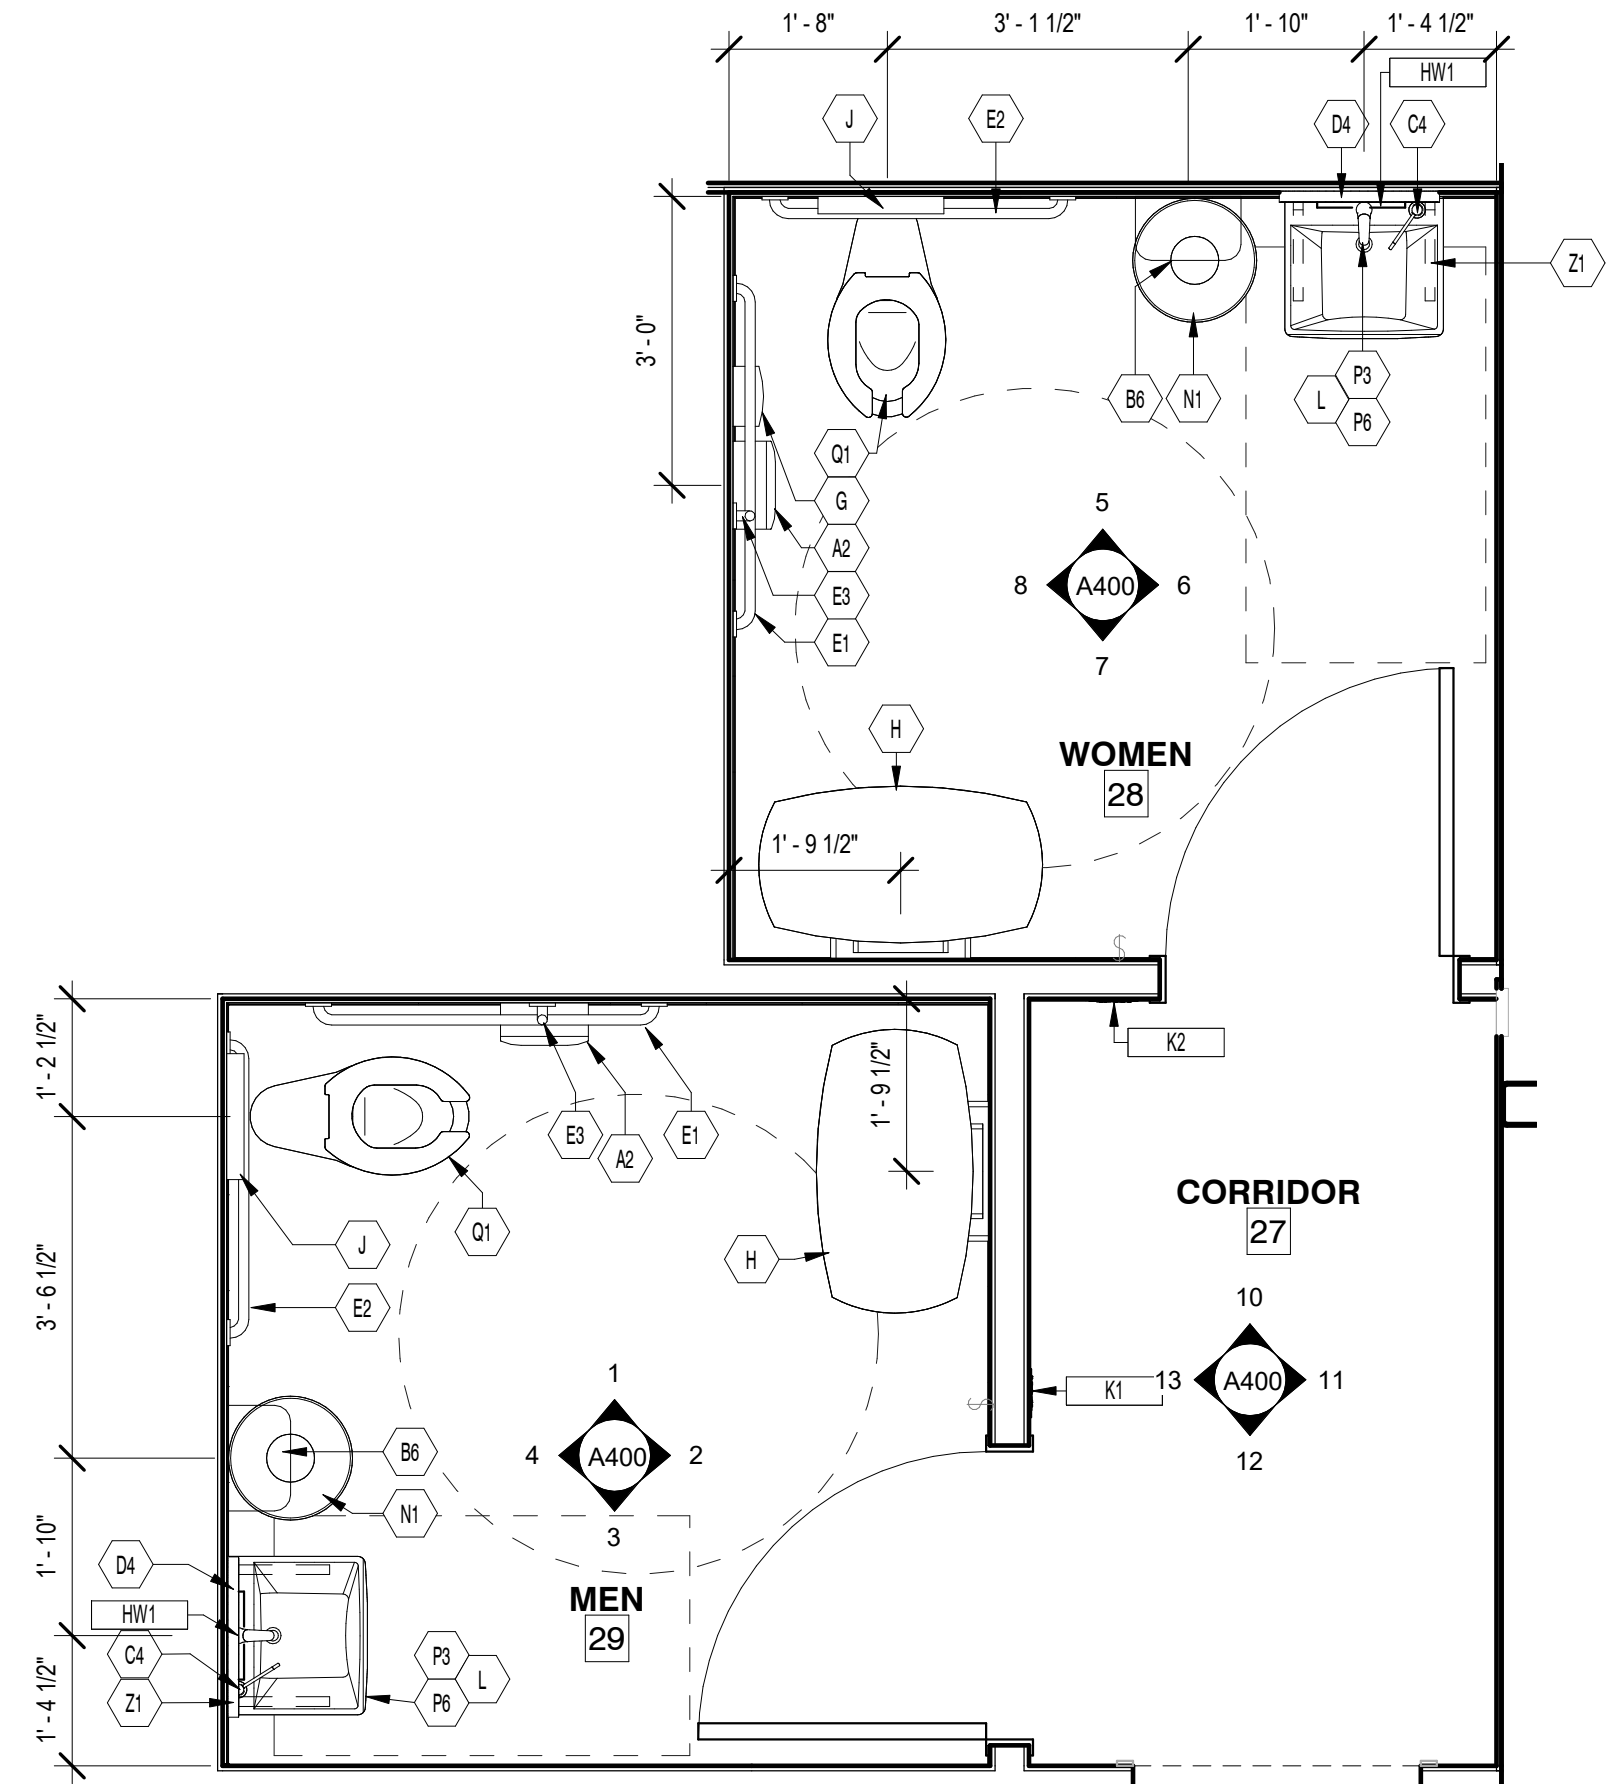 1' - 8"
3' - 1 1/2"
1' - 10"
1' - 4 1/2"
HW1
J
E2
D4
C4
Z1
3' - 0"
B6
N1
L
P3
P6
Q1
G
A2
E3
E1
5
8
A400
6
7
H
WOMEN
28
1' - 9 1/2"
$
K2
1' - 2 1/2"
1' - 9 1/2"
E3
A2
E1
Q1
J
H
E2
3' - 6 1/2"
CORRIDOR
27
10
13
A400
11
12
K1
$
1
4
A400
2
3
B6
N1
1' - 10"
D4
HW1
C4
Z1
MEN
29
P3
L
P6
1' - 4 1/2"